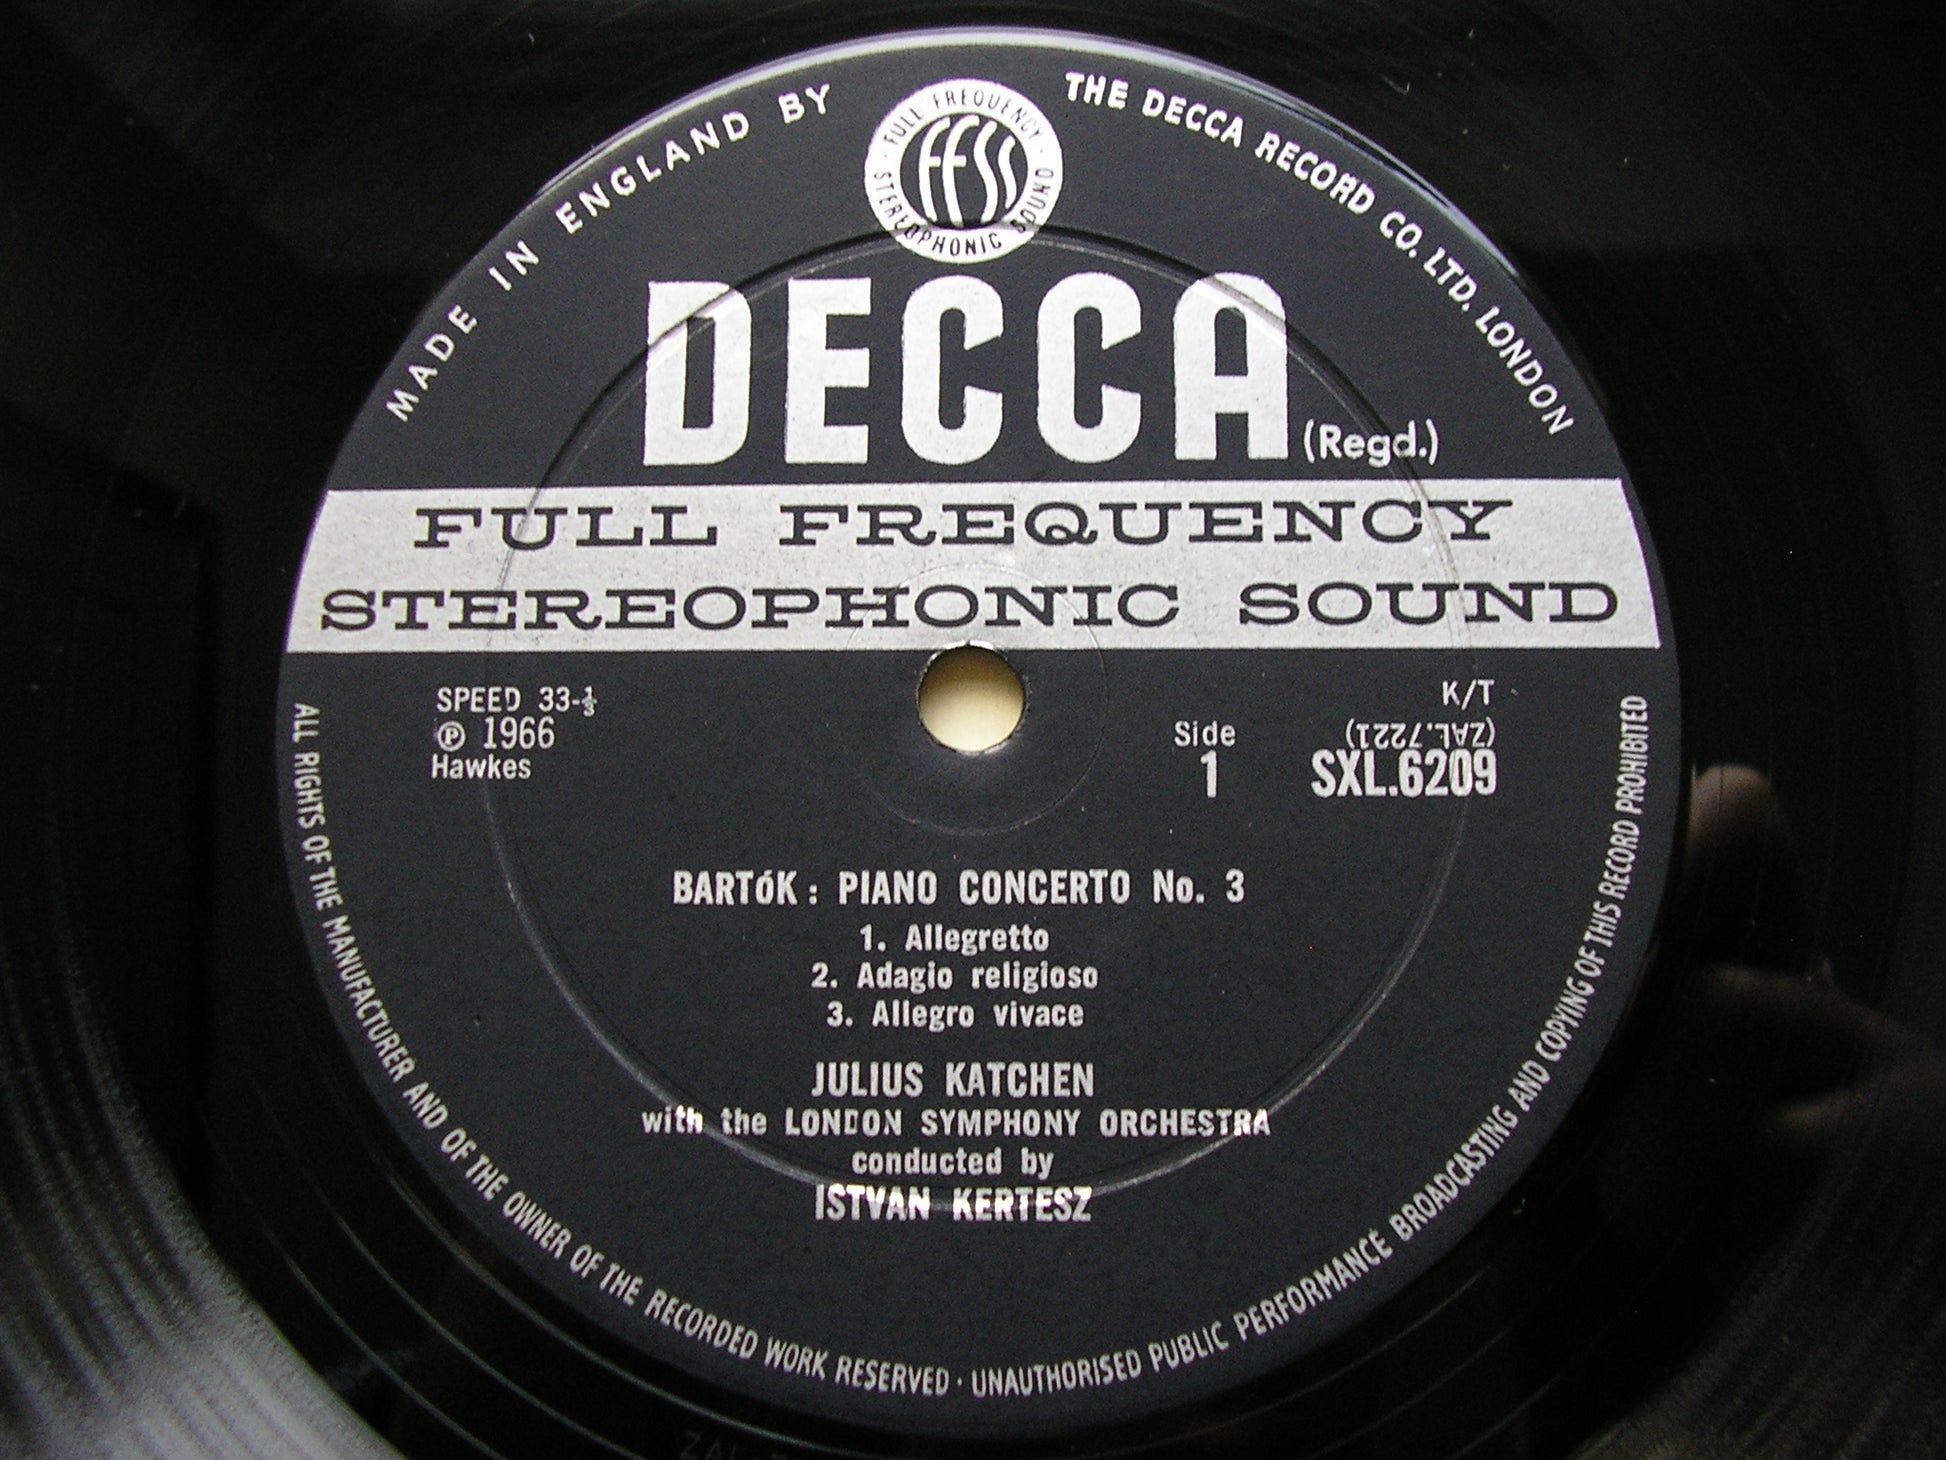 MADE IN ENGLAND BY THE DECCA RECORD CO. LTD. LONDON
FULL FREQUENCY
STEREOPHONIC SOUND
FFSS
DECCA (Regd.)
FULL FREQUENCY
STEREOPHONIC SOUND
SPEED 33-⅓
℗ 1966
Hawkes
K/T
(ZAL.7221)
Side
1
SXL.6209
BARTóK : PIANO CONCERTO No. 3
1. Allegretto
2. Adagio religioso
3. Allegro vivace
JULIUS KATCHEN
with the LONDON SYMPHONY ORCHESTRA
conducted by
ISTVAN KERTESZ
ALL RIGHTS OF THE MANUFACTURER AND OF THE OWNER OF THE RECORDED WORK RESERVED · UNAUTHORISED PUBLIC PERFORMANCE BROADCASTING AND COPYING OF THIS RECORD PROHIBITED